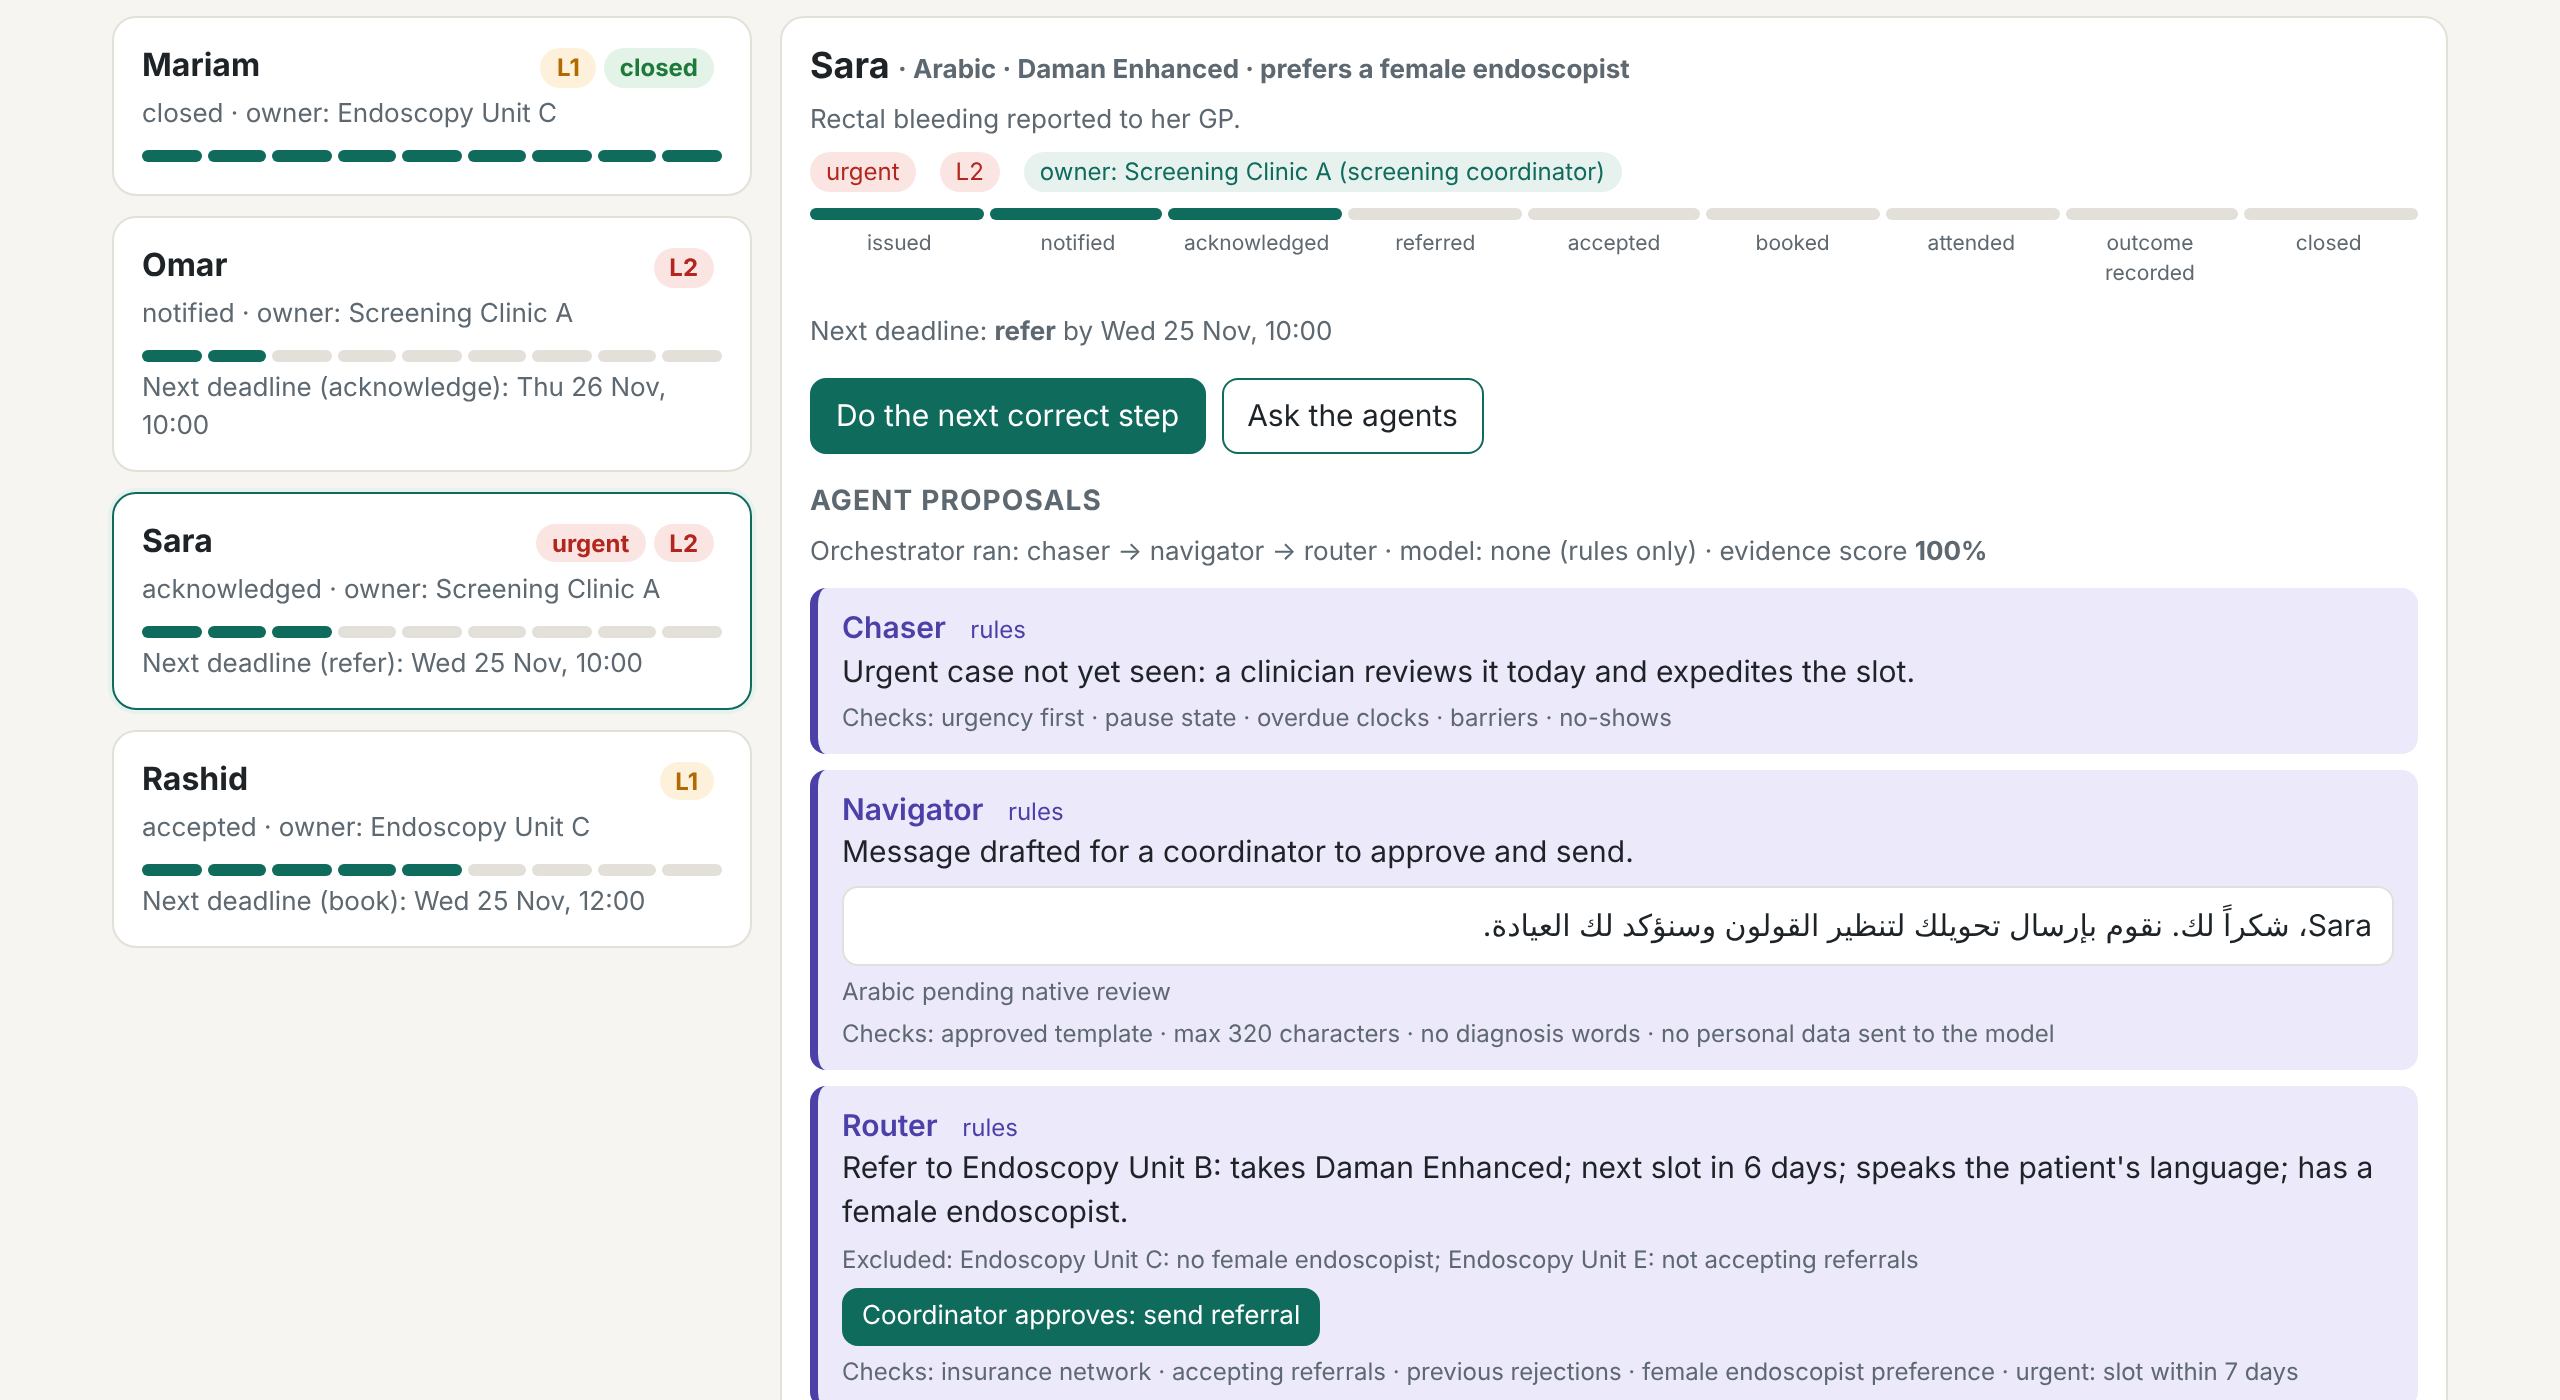 Mariam L1 closed
closed · owner: Endoscopy Unit C
Omar L2
notified · owner: Screening Clinic A
Next deadline (acknowledge): Thu 26 Nov,
10:00
Sara urgent L2
acknowledged · owner: Screening Clinic A
Next deadline (refer): Wed 25 Nov, 10:00
Rashid L1
accepted · owner: Endoscopy Unit C
Next deadline (book): Wed 25 Nov, 12:00
Sara · Arabic · Daman Enhanced · prefers a female endoscopist
Rectal bleeding reported to her GP.
urgent L2 owner: Screening Clinic A (screening coordinator)
issued notified acknowledged referred accepted booked attended outcome recorded closed
Next deadline: refer by Wed 25 Nov, 10:00
Do the next correct step Ask the agents
AGENT PROPOSALS
Orchestrator ran: chaser → navigator → router · model: none (rules only) · evidence score 100%
Chaser rules
Urgent case not yet seen: a clinician reviews it today and expedites the slot.
Checks: urgency first · pause state · overdue clocks · barriers · no-shows
Navigator rules
Message drafted for a coordinator to approve and send.
Sara، شكراً لك. نقوم بإرسال تحويلك لتنظير القولون وسنؤكد لك العيادة.
Arabic pending native review
Checks: approved template · max 320 characters · no diagnosis words · no personal data sent to the model
Router rules
Refer to Endoscopy Unit B: takes Daman Enhanced; next slot in 6 days; speaks the patient's language; has a
female endoscopist.
Excluded: Endoscopy Unit C: no female endoscopist; Endoscopy Unit E: not accepting referrals
Coordinator approves: send referral
Checks: insurance network · accepting referrals · previous rejections · female endoscopist preference · urgent: slot within 7 days